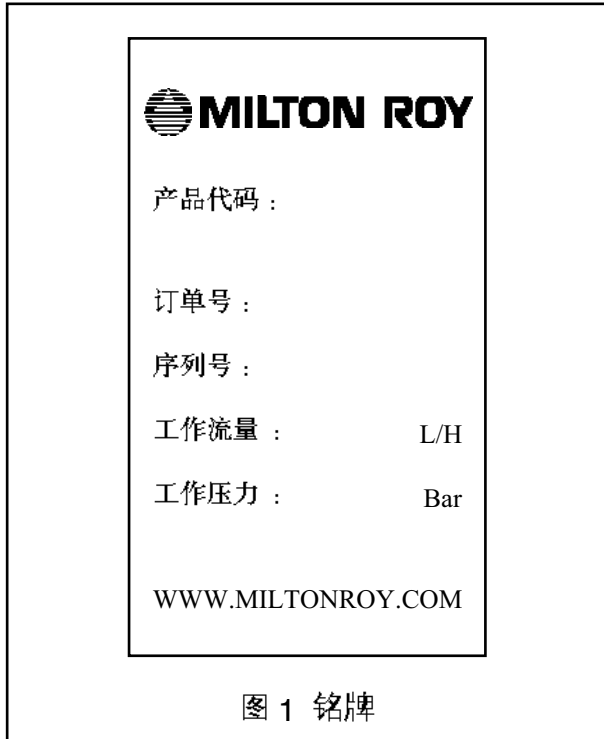 MILTON ROY
产品代码：
订单号：
序列号：
工作流量： L/H
工作压力： Bar
WWW.MILTONROY.COM
图 1 铭牌